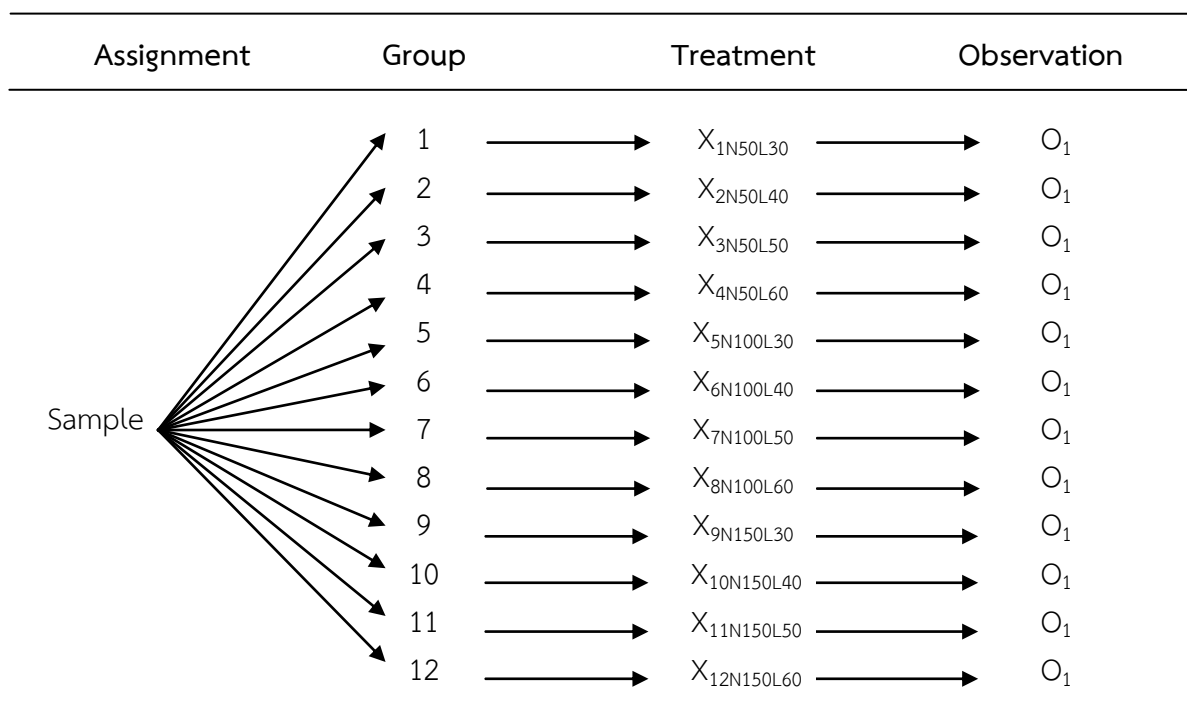 Assignment Group Treatment Observation
1 X1N50L30 O1
2 X2N50L40 O1
3 X3N50L50 O1
4 X4N50L60 O1
5 X5N100L30 O1
6 X6N100L40 O1
Sample 7 X7N100L50 O1
8 X8N100L60 O1
9 X9N150L30 O1
10 X10N150L40 O1
11 X11N150L50 O1
12 X12N150L60 O1